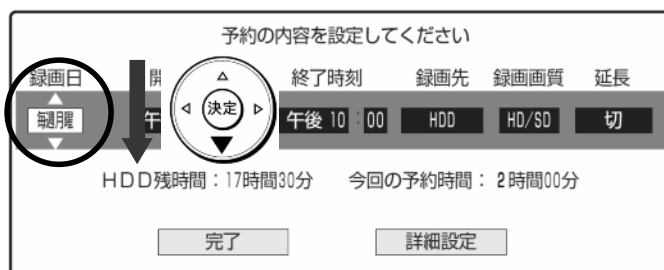 予約の内容を設定してください
録画日 開 終了時刻 録画先 録画画質 延長
毎週月曜 午 決定 午後 10:00 HDD HD/SD 切
HDD残時間：17時間30分 今回の予約時間：2時間00分
完了 詳細設定